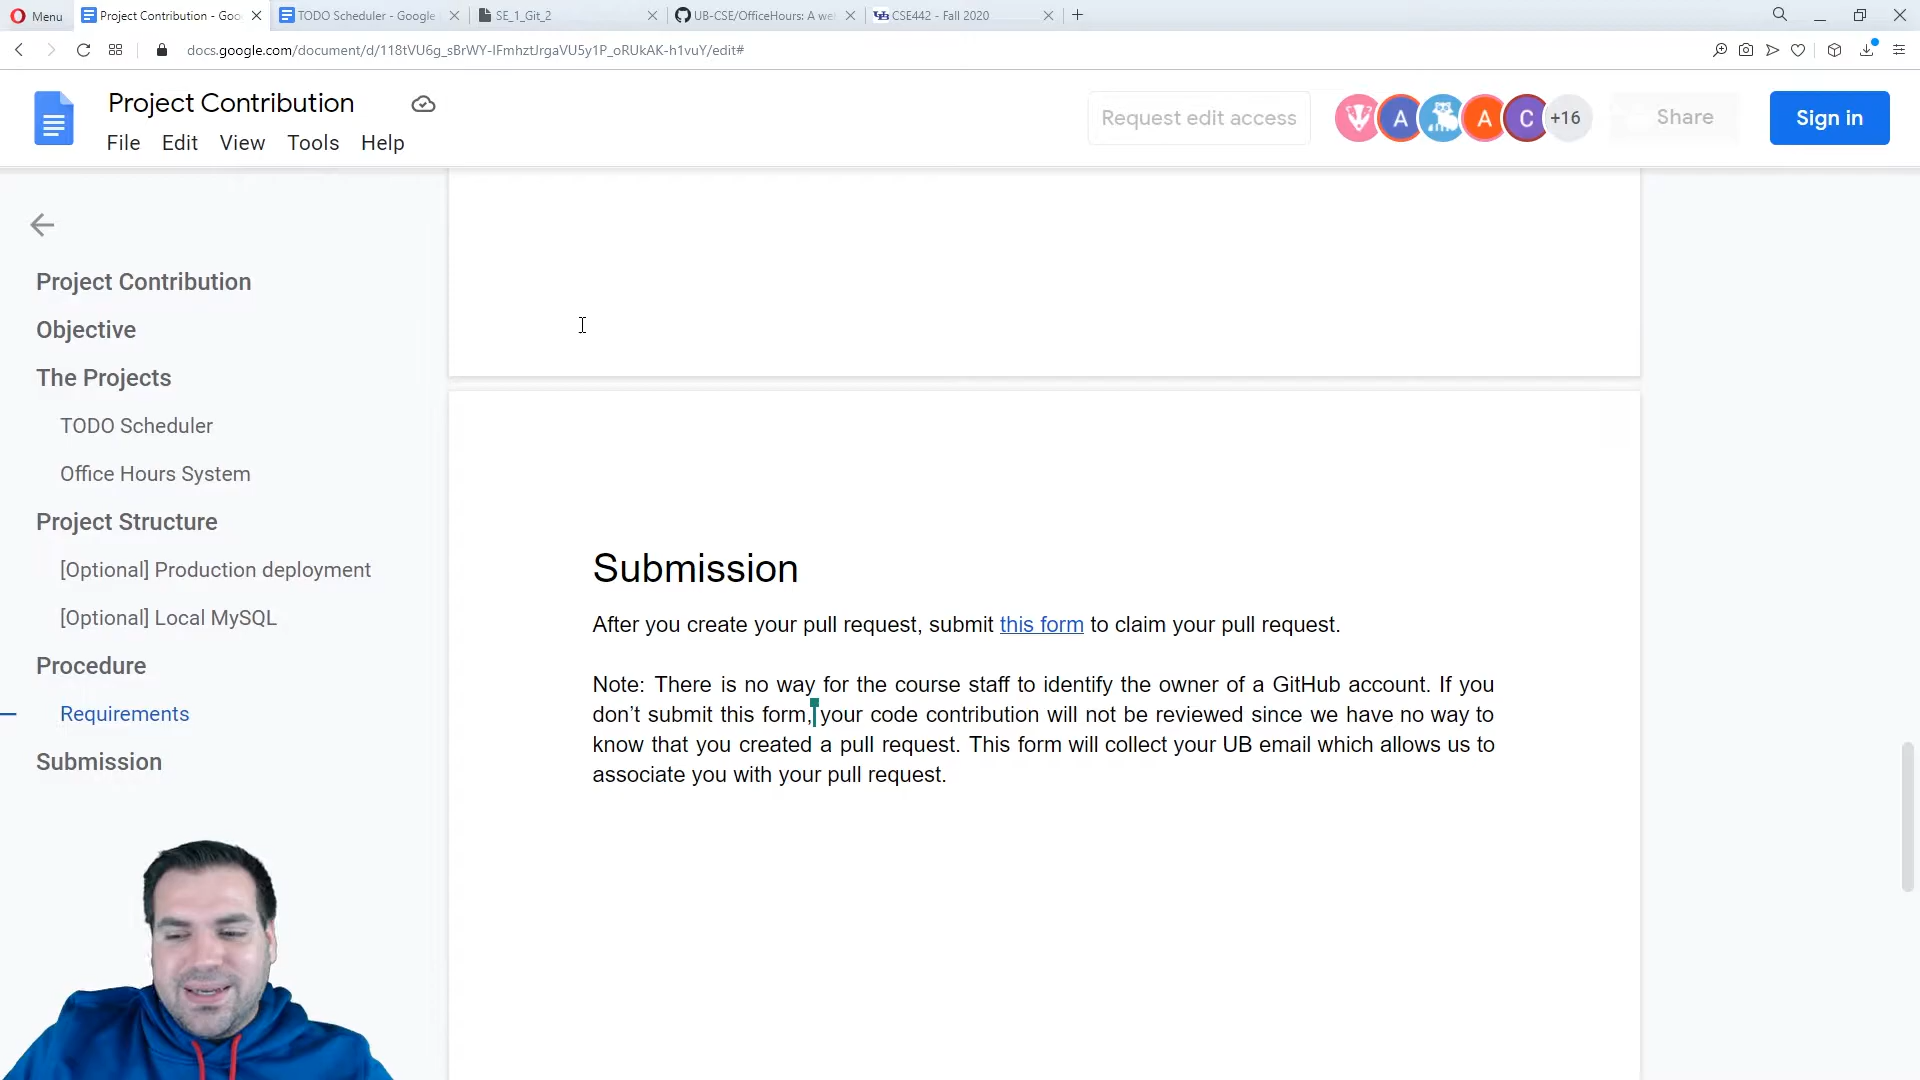 Menu
Project Contribution - Goo
TODO Scheduler - Google
SE_1_Git_2
UB-CSE/OfficeHours: A we
CSE442 - Fall 2020
docs.google.com/document/d/118tVU6g_sBrWY-IFmhztJrgaVU5y1P_oRUkAK-h1vuY/edit#
Project Contribution
File Edit View Tools Help
Request edit access
A
A
C
+16
Share
Sign in
Project Contribution
Objective
The Projects
TODO Scheduler
Office Hours System
Project Structure
[Optional] Production deployment
[Optional] Local MySQL
Procedure
Requirements
Submission
Submission
After you create your pull request, submit this form to claim your pull request.
Note: There is no way for the course staff to identify the owner of a GitHub account. If you
don’t submit this form, your code contribution will not be reviewed since we have no way to
know that you created a pull request. This form will collect your UB email which allows us to
associate you with your pull request.